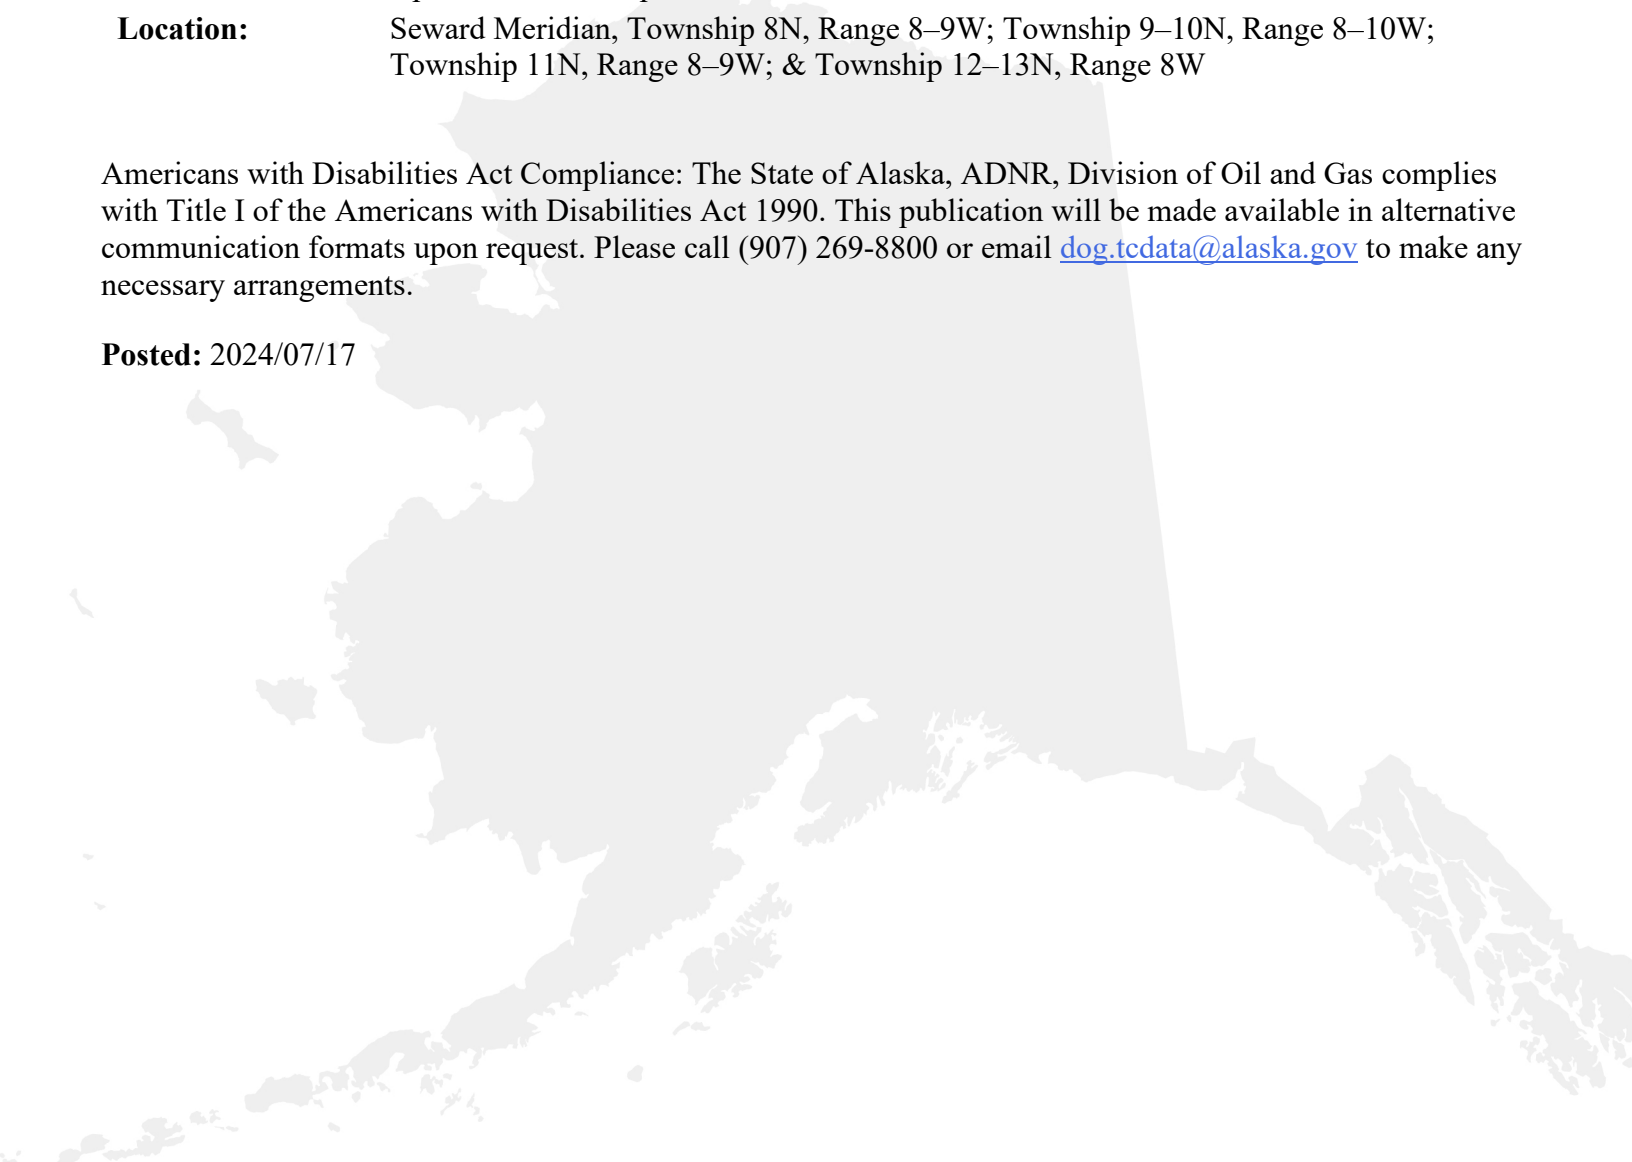 Location: Seward Meridian, Township 8N, Range 8–9W; Township 9–10N, Range 8–10W;
Township 11N, Range 8–9W; & Township 12–13N, Range 8W
Americans with Disabilities Act Compliance: The State of Alaska, ADNR, Division of Oil and Gas complies
with Title I of the Americans with Disabilities Act 1990. This publication will be made available in alternative
communication formats upon request. Please call (907) 269-8800 or email dog.tcdata@alaska.gov to make any
necessary arrangements.
Posted: 2024/07/17